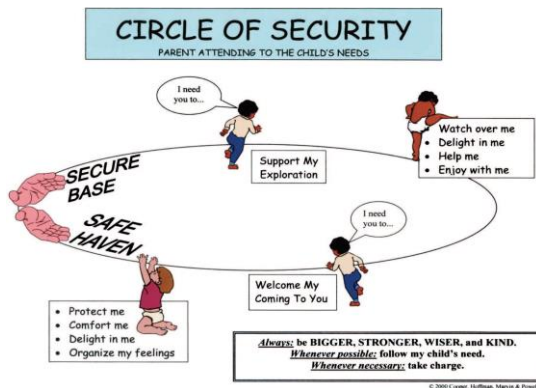 CIRCLE OF SECURITY
PARENT ATTENDING TO THE CHILD'S NEEDS
I need
you to...
Support My
Exploration
• Watch over me
• Delight in me
• Help me
• Enjoy with me
SECURE
BASE
SAFE
HAVEN
I need
you to...
Welcome My
Coming To You
• Protect me
• Comfort me
• Delight in me
• Organize my feelings
Always: be BIGGER, STRONGER, WISER, and KIND.
Whenever possible: follow my child's need.
Whenever necessary: take charge.
© 2000 Cooper, Hoffman, Marvin &